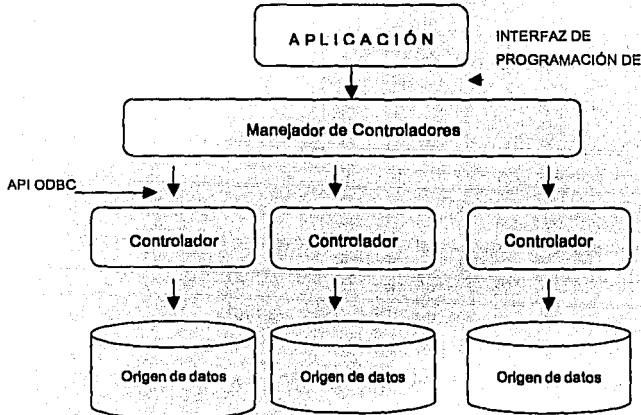 APLICACIÓN
INTERFAZ DE
PROGRAMACIÓN DE
Manejador de Controladores
API ODBC
Controlador
Controlador
Controlador
Origen de datos
Origen de datos
Origen de datos